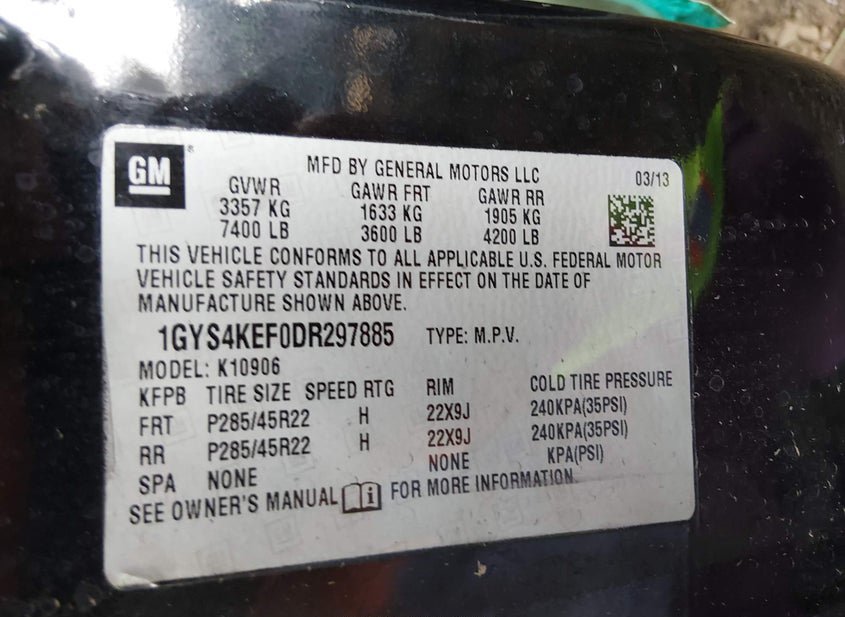 GM
MFD BY GENERAL MOTORS LLC 03/13
GVWR GAWR FRT GAWR RR
3357 KG 1633 KG 1905 KG
7400 LB 3600 LB 4200 LB
THIS VEHICLE CONFORMS TO ALL APPLICABLE U.S. FEDERAL MOTOR
VEHICLE SAFETY STANDARDS IN EFFECT ON THE DATE OF
MANUFACTURE SHOWN ABOVE.
1GYS4KEF0DR297885 TYPE: M.P.V.
MODEL: K10906
KFPB TIRE SIZE SPEED RTG RIM COLD TIRE PRESSURE
FRT P285/45R22 H 22X9J 240KPA(35PSI)
RR P285/45R22 H 22X9J 240KPA(35PSI)
SPA NONE NONE KPA(PSI)
SEE OWNER'S MANUAL FOR MORE INFORMATION.